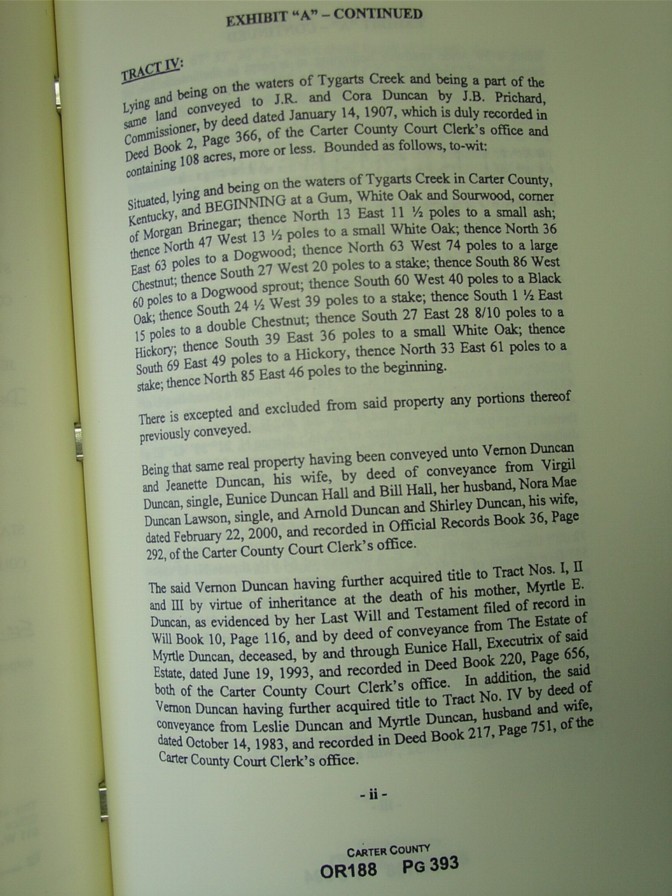 EXHIBIT "A" – CONTINUED
TRACT IV:
Lying and being on the waters of Tygarts Creek and being a part of the
same land conveyed to J.R. and Cora Duncan by J.B. Prichard,
Commissioner, by deed dated January 14, 1907, which is duly recorded in
Deed Book 2, Page 366, of the Carter County Court Clerk's office and
containing 108 acres, more or less. Bounded as follows, to-wit:
Situated, lying and being on the waters of Tygarts Creek in Carter County,
Kentucky, and BEGINNING at a Gum, White Oak and Sourwood, corner
of Morgan Brinegar; thence North 13 East 11 ½ poles to a small ash;
thence North 47 West 13 ½ poles to a small White Oak; thence North 36
East 63 poles to a Dogwood; thence North 63 West 74 poles to a large
Chestnut; thence South 27 West 20 poles to a stake; thence South 86 West
60 poles to a Dogwood sprout; thence South 60 West 40 poles to a Black
Oak; thence South 24 ½ West 39 poles to a stake; thence South 1 ½ East
15 poles to a double Chestnut; thence South 27 East 28 8/10 poles to a
Hickory; thence South 39 East 36 poles to a small White Oak; thence
South 69 East 49 poles to a Hickory, thence North 33 East 61 poles to a
stake; thence North 85 East 46 poles to the beginning.
There is excepted and excluded from said property any portions thereof
previously conveyed.
Being that same real property having been conveyed unto Vernon Duncan
and Jeanette Duncan, his wife, by deed of conveyance from Virgil
Duncan, single, Eunice Duncan Hall and Bill Hall, her husband, Nora Mae
Duncan Lawson, single, and Arnold Duncan and Shirley Duncan, his wife,
dated February 22, 2000, and recorded in Official Records Book 36, Page
292, of the Carter County Court Clerk's office.
The said Vernon Duncan having further acquired title to Tract Nos. I, II
and III by virtue of inheritance at the death of his mother, Myrtle E.
Duncan, as evidenced by her Last Will and Testament filed of record in
Will Book 10, Page 116, and by deed of conveyance from The Estate of
Myrtle Duncan, deceased, by and through Eunice Hall, Executrix of said
Estate, dated June 19, 1993, and recorded in Deed Book 220, Page 656,
both of the Carter County Court Clerk's office. In addition, the said
Vernon Duncan having further acquired title to Tract No. IV by deed of
conveyance from Leslie Duncan and Myrtle Duncan, husband and wife,
dated October 14, 1983, and recorded in Deed Book 217, Page 751, of the
Carter County Court Clerk's office.
- ii -
CARTER COUNTY
OR188 PG 393